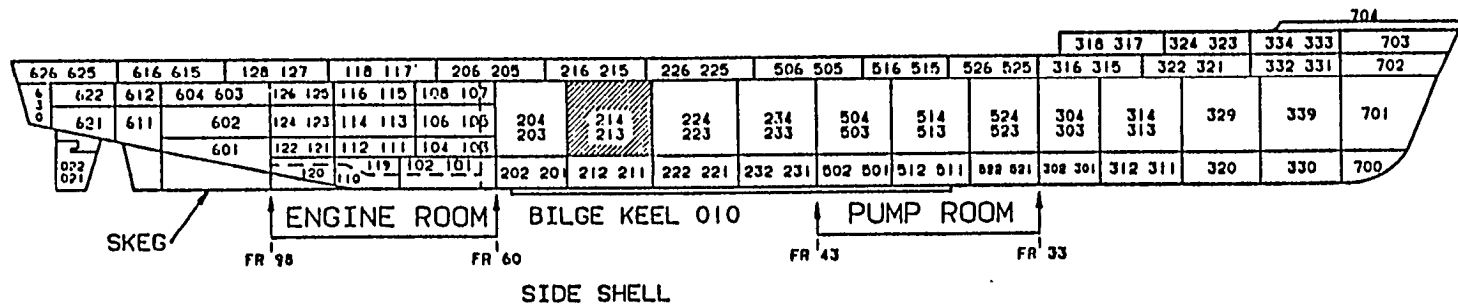 704
318 317 324 323 334 333 703
626 625 616 615 128 127 118 117 206 205 216 215 226 225 506 505 516 515 526 525 316 315 322 321 332 331 702
630 622 612 604 603 126 125 116 115 108 107
204 203 214 213 224 223 234 233 504 503 514 513 524 523 304 303 314 313 329 339 701
621 611 602 124 123 114 113 106 105
601 122 121 112 111 104 103
072 071 120 110 119 102 101 202 201 212 211 222 221 232 231 502 501 512 511 522 521 302 301 312 311 320 330 700
ENGINE ROOM BILGE KEEL 010 PUMP ROOM
SKEG
FR 98 FR 60 FR 43 FR 33
SIDE SHELL